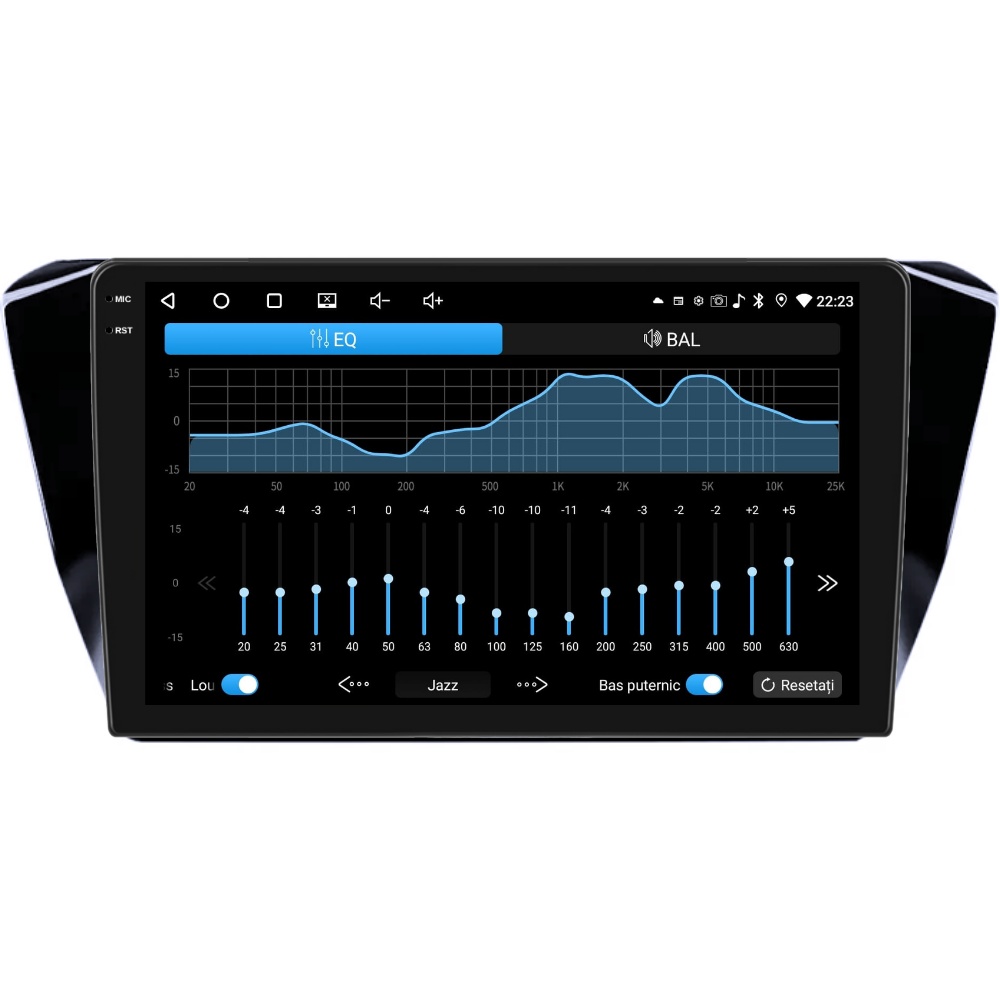 MIC
22:23
RST
EQ
BAL
15
0
-15
20 50 100 200 500 1K 2K 5K 10K 25K
-4 -4 -3 -1 0 -4 -6 -10 -10 -11 -4 -3 -2 -2 +2 +5
15
0
-15
20 25 31 40 50 63 80 100 125 160 200 250 315 400 500 630
s Lou Jazz Bas puternic Resetați